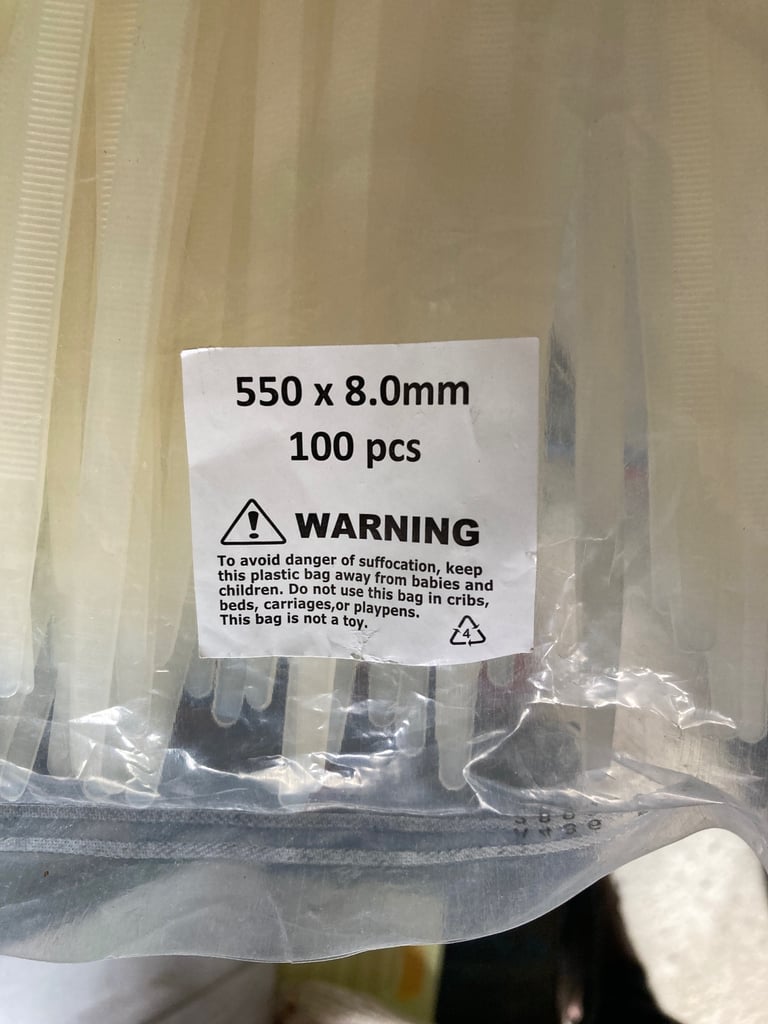 550 x 8.0mm
100 pcs
WARNING
To avoid danger of suffocation, keep
this plastic bag away from babies and
children. Do not use this bag in cribs,
beds, carriages,or playpens.
This bag is not a toy.
4